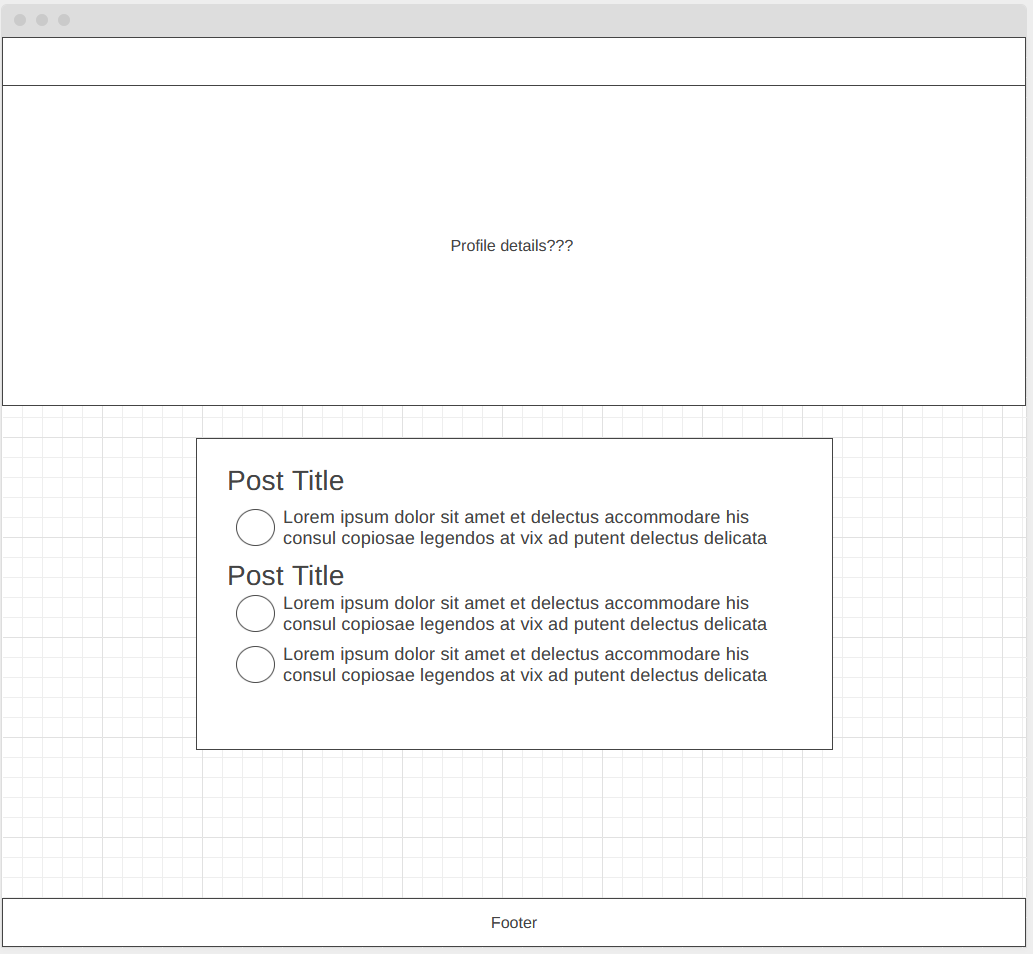 Profile details???
Post Title
Lorem ipsum dolor sit amet et delectus accommodare his
consul copiosae legendos at vix ad putent delectus delicata
Post Title
Lorem ipsum dolor sit amet et delectus accommodare his
consul copiosae legendos at vix ad putent delectus delicata
Lorem ipsum dolor sit amet et delectus accommodare his
consul copiosae legendos at vix ad putent delectus delicata
Footer